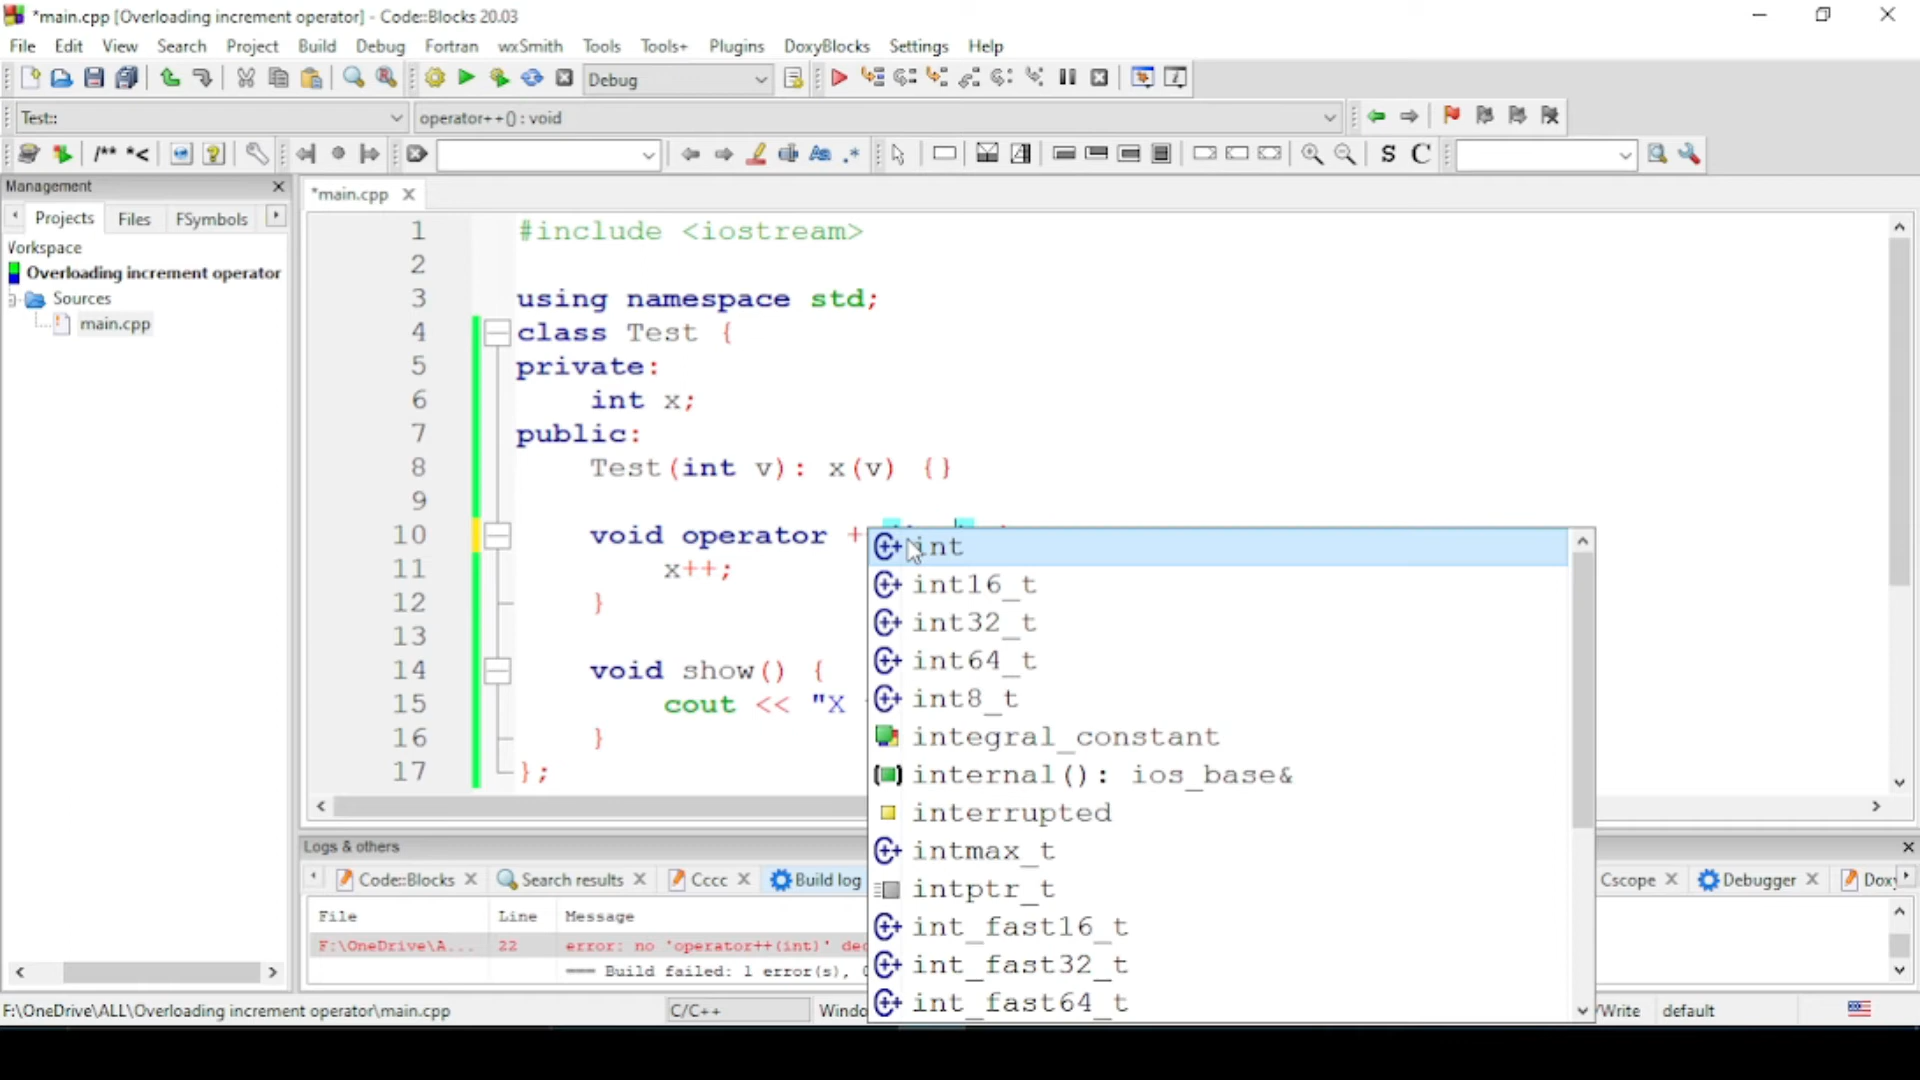 *main.cpp [Overloading increment operator] - Code::Blocks 20.03
File Edit View Search Project Build Debug Fortran wxSmith Tools Tools+ Plugins DoxyBlocks Settings Help
Debug
Test:: operator++() : void
/** *< Aa .* S C
Management
*main.cpp
Projects Files FSymbols
Vorkspace
Overloading increment operator
Sources
main.cpp
1 #include <iostream>
2
3 using namespace std;
4 class Test {
5 private:
6 int x;
7 public:
8 Test(int v): x(v) {}
9
10 void operator +
11 x++;
12 }
13
14 void show() {
15 cout << "X
16 }
17 };
int
int16_t
int32_t
int64_t
int8_t
integral_constant
internal(): ios_base&
interrupted
intmax_t
intptr_t
int_fast16_t
int_fast32_t
int_fast64_t
Logs & others
Code::Blocks Search results Cccc Build log Cscope Debugger Doxy
File Line Message
F:\OneDrive\A... 22 error: no 'operator++(int)' dec
=== Build failed: 1 error(s),
F:\OneDrive\ALL\Overloading increment operator\main.cpp C/C++ Windo /Write default